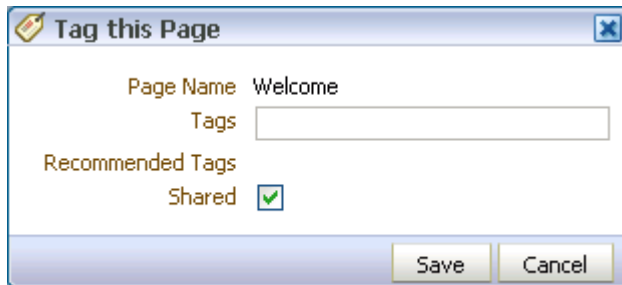 Tag this Page
Page Name Welcome
Tags
Recommended Tags
Shared
Save Cancel